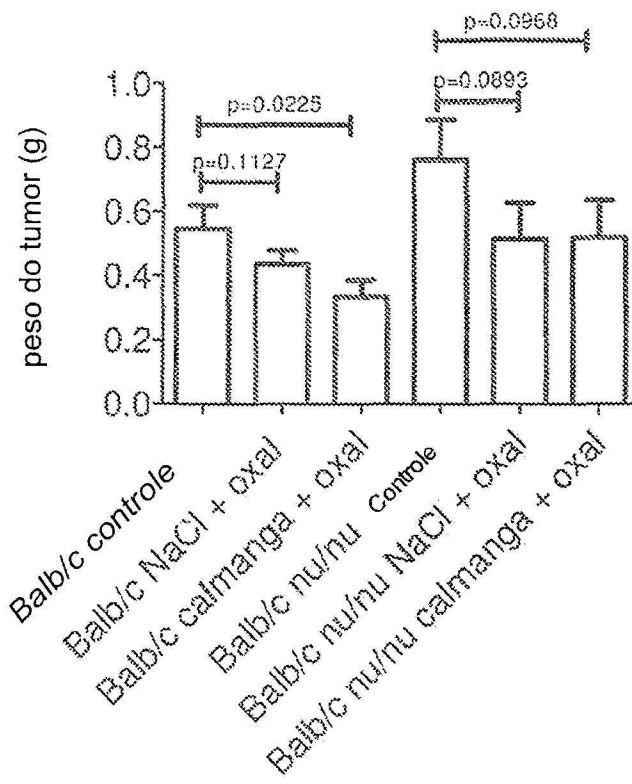 p=0.0968
p=0.0893
p=0.0225
p=0.1127
peso do tumor (g)
1.0
0.8
0.6
0.4
0.2
0.0
Balb/c controle
Balb/c NaCl + oxal
Balb/c calmanga + oxal
Balb/c nu/nu Controle
Balb/c nu/nu NaCl + oxal
Balb/c nu/nu calmanga + oxal